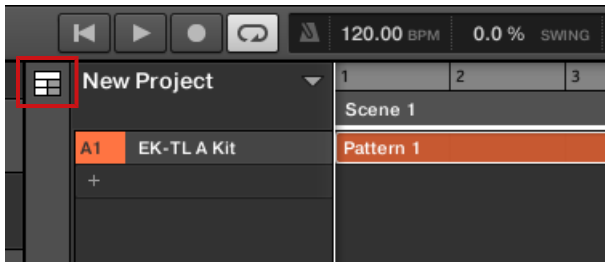 120.00 BPM 0.0 % SWING
New Project 1 2 3
Scene 1
A1 EK-TL A Kit Pattern 1
+